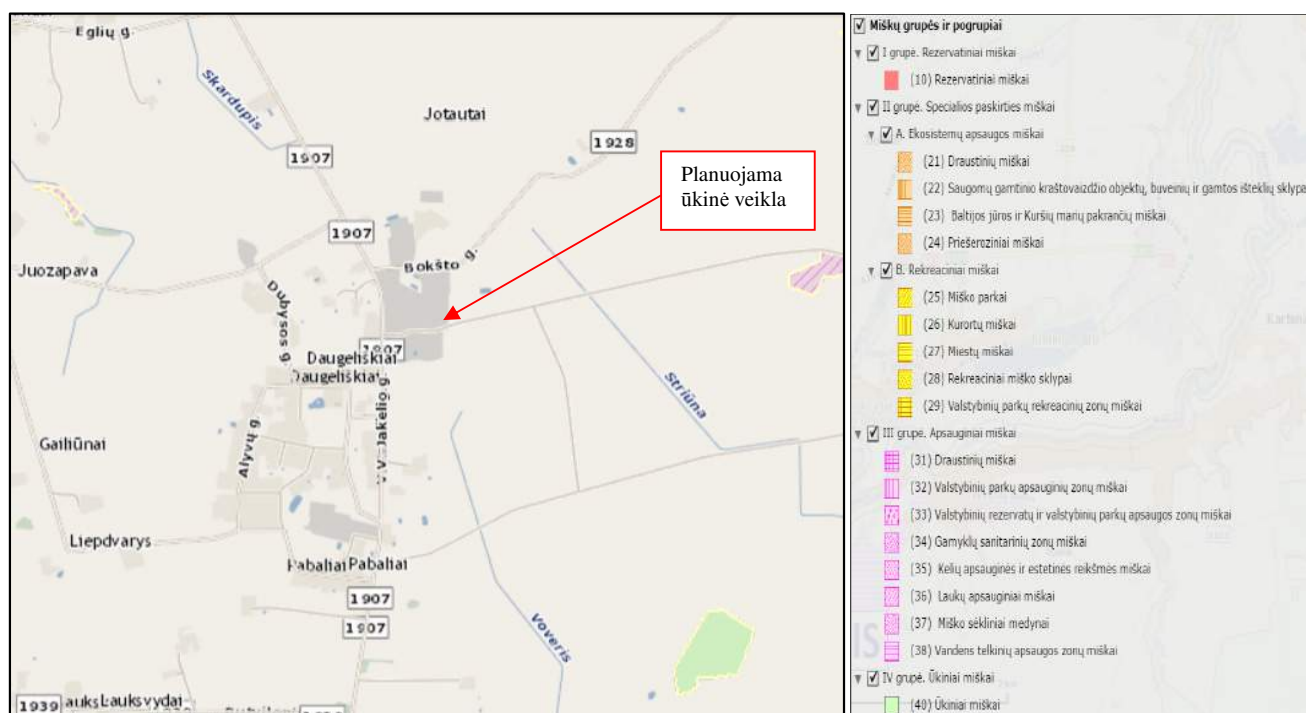 Eglių g.
Skardupis
Jotautai
1907
1928
Planuojama
ūkinė veikla
1907
Bokšto g.
Juozapava
Dubysos g.
1907
Daugeliškiai
Daugeliškiai
Striūna
V.V. Jakelio g.
Alyvų g.
Gailiūnai
Liepdvarys
Pabaliai Pabaliai
1907
1907
Voveris
1939
Lauksvydai
Miškų grupės ir pogrupiai
I grupė. Rezervatiniai miškai
(10) Rezervatiniai miškai
II grupė. Specialios paskirties miškai
A. Ekosistemų apsaugos miškai
(21) Draustinių miškai
(22) Saugomų gamtinio kraštovaizdžio objektų, buveinių ir gamtos išteklių sklypa
(23) Baltijos jūros ir Kuršių marių pakrančių miškai
(24) Priešeroziniai miškai
B. Rekreaciniai miškai
(25) Miško parkai
(26) Kurortų miškai
(27) Miestų miškai
(28) Rekreaciniai miško sklypai
(29) Valstybinių parkų rekreacinių zonų miškai
III grupė. Apsauginiai miškai
(31) Draustinių miškai
(32) Valstybinių parkų apsauginių zonų miškai
(33) Valstybinių rezervatų ir valstybinių parkų apsaugos zonų miškai
(34) Gamyklų sanitarinių zonų miškai
(35) Kelių apsauginės ir estetinės reikšmės miškai
(36) Laukų apsauginiai miškai
(37) Miško sėkliniai medynai
(38) Vandens telkinių apsaugos zonų miškai
IV grupė. Ūkiniai miškai
(40) Ūkiniai miškai